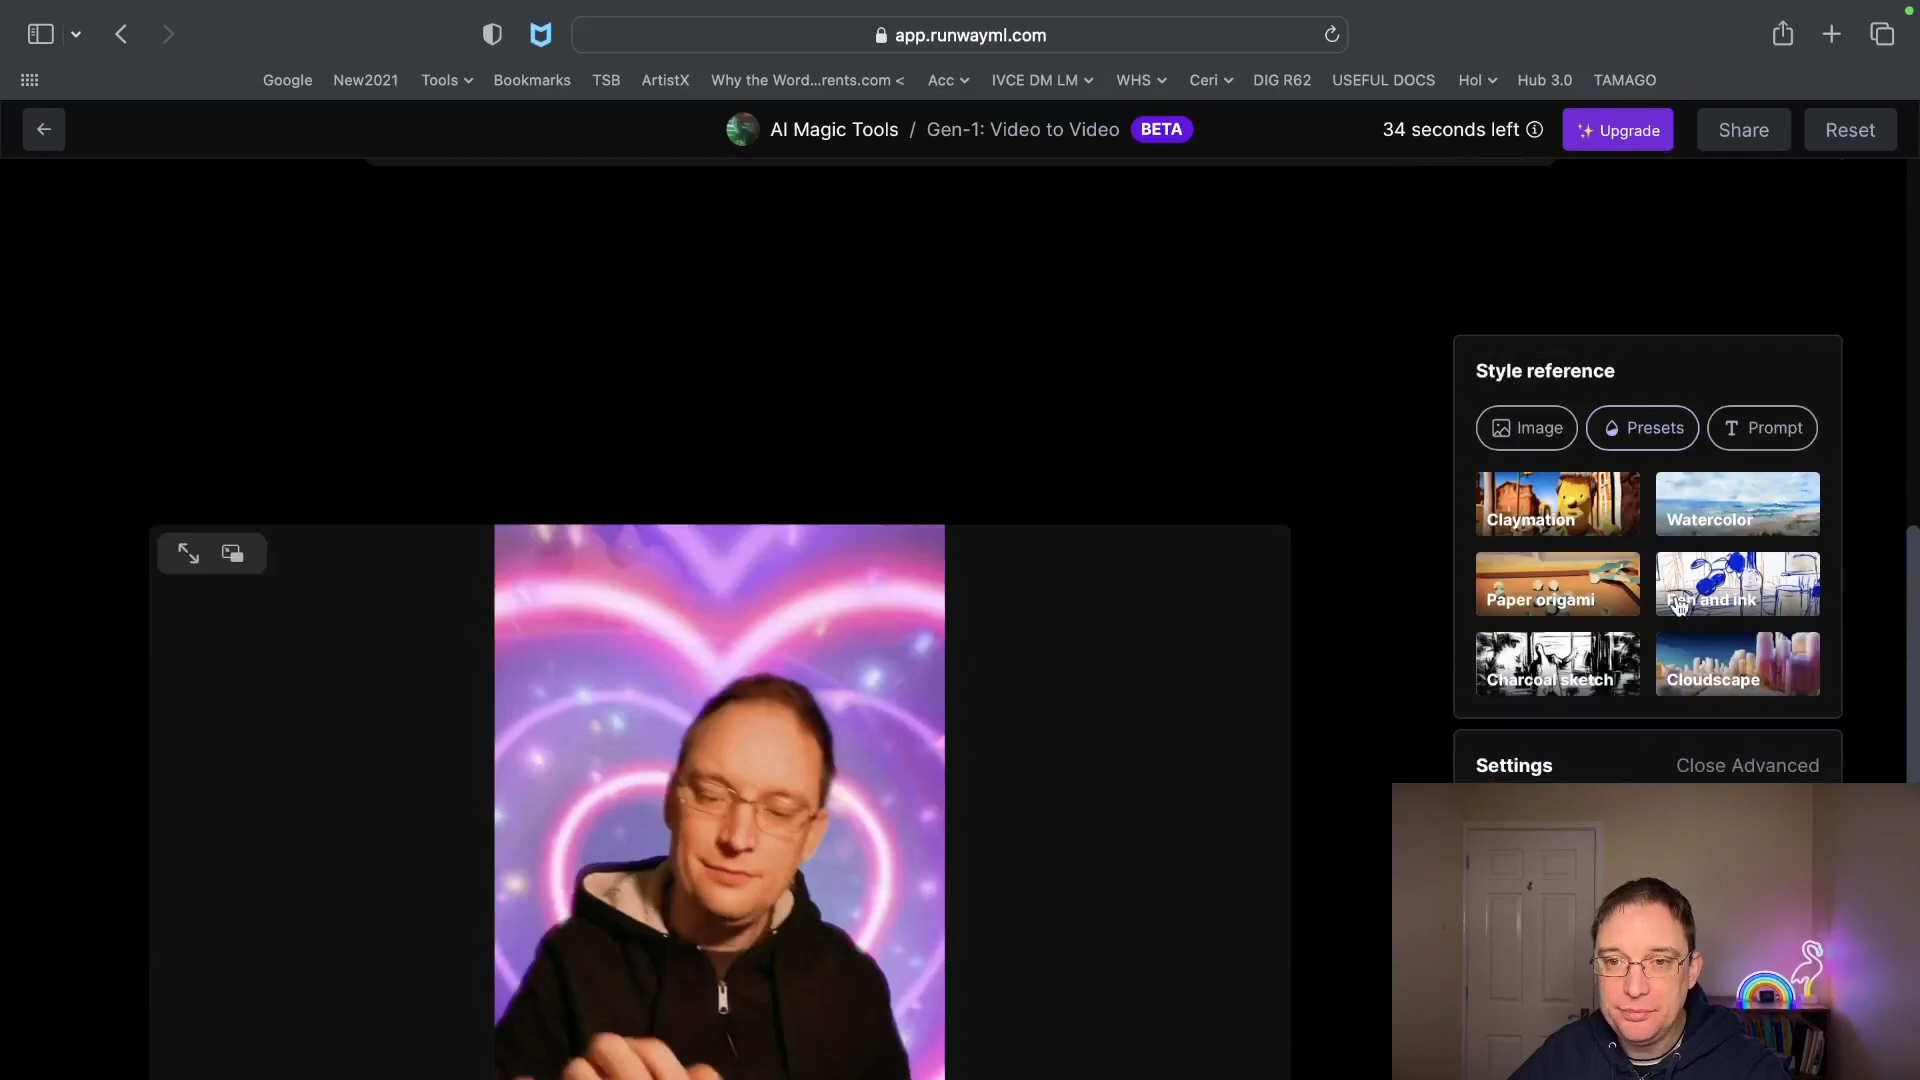 app.runwayml.com
Google New2021 Tools Bookmarks TSB ArtistX Why the Word...rents.com < Acc IVCE DM LM WHS Ceri DIG R62 USEFUL DOCS Hol Hub 3.0 TAMAGO
AI Magic Tools / Gen-1: Video to Video BETA 34 seconds left Upgrade Share Reset
Style reference
Image Presets Prompt
Claymation Watercolor
Paper origami Pen and ink
Charcoal sketch Cloudscape
Settings Close Advanced